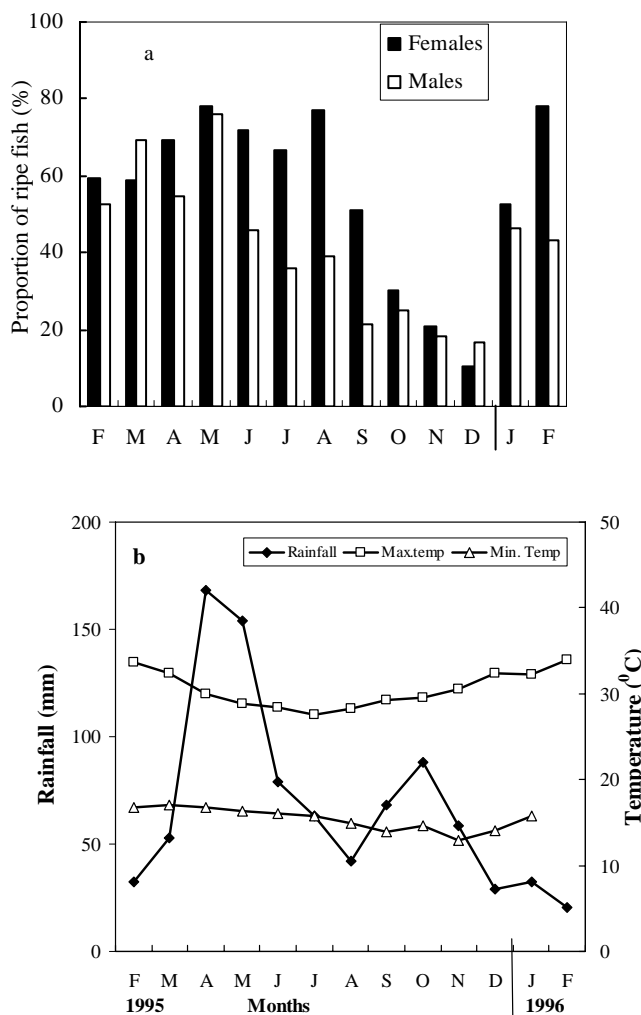 100
80
60
40
20
0
Proportion of ripe fish (%)
a
Females
Males
F M A M J J A S O N D J F
200
150
100
50
0
Rainfall (mm)
b
Rainfall Max.temp Min. Temp
50
40
30
20
10
0
Temperature (⁰C)
F M A M J J A S O N D J F
1995 Months 1996